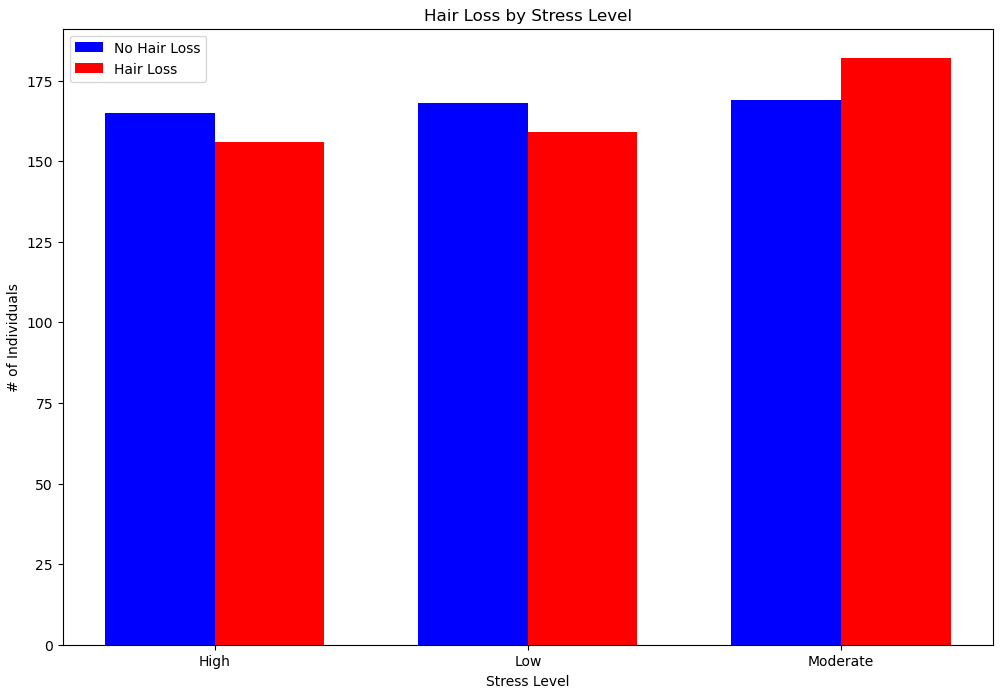 Hair Loss by Stress Level
No Hair Loss
Hair Loss
# of Individuals
175
150
125
100
75
50
25
0
High Low Moderate
Stress Level